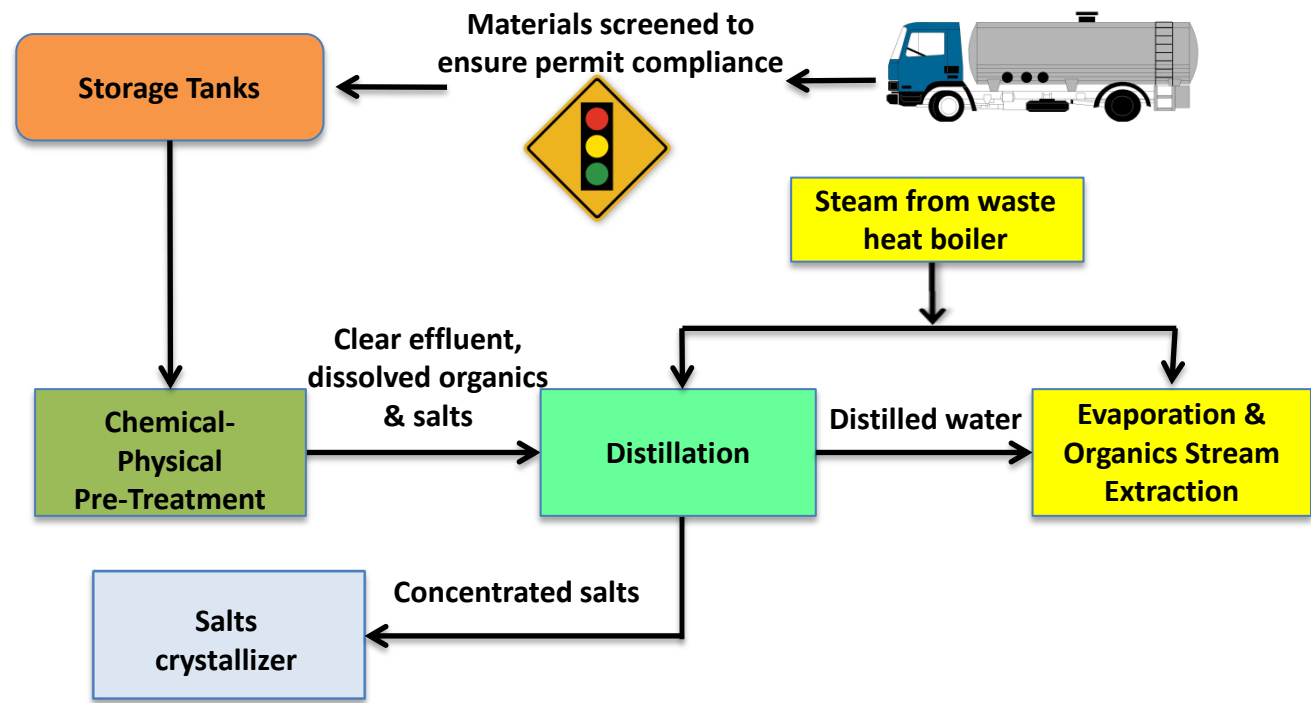 Materials screened to
ensure permit compliance
Storage Tanks
Steam from waste
heat boiler
Clear effluent,
dissolved organics
& salts
Chemical-
Physical
Pre-Treatment
Distillation
Distilled water
Evaporation &
Organics Stream
Extraction
Concentrated salts
Salts
crystallizer